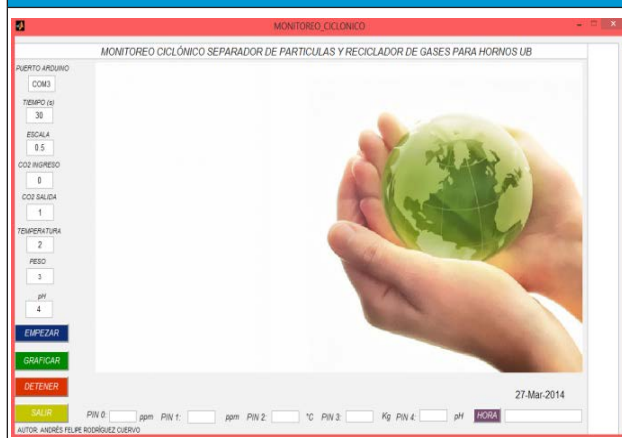 MONITOREO_CICLONICO
MONITOREO CICLÓNICO SEPARADOR DE PARTICULAS Y RECICLADOR DE GASES PARA HORNOS UB
PUERTO ARDUINO
COM3
TIEMPO (s)
30
ESCALA
0.5
CO2 INGRESO
0
CO2 SALIDA
1
TEMPERATURA
2
PESO
3
pH
4
EMPEZAR
GRAFICAR
DETENER
27-Mar-2014
SALIR PIN 0: ppm PIN 1: ppm PIN 2: °C PIN 3: Kg PIN 4: pH HORA
AUTOR: ANDRÉS FELIPE RODRÍGUEZ CUERVO